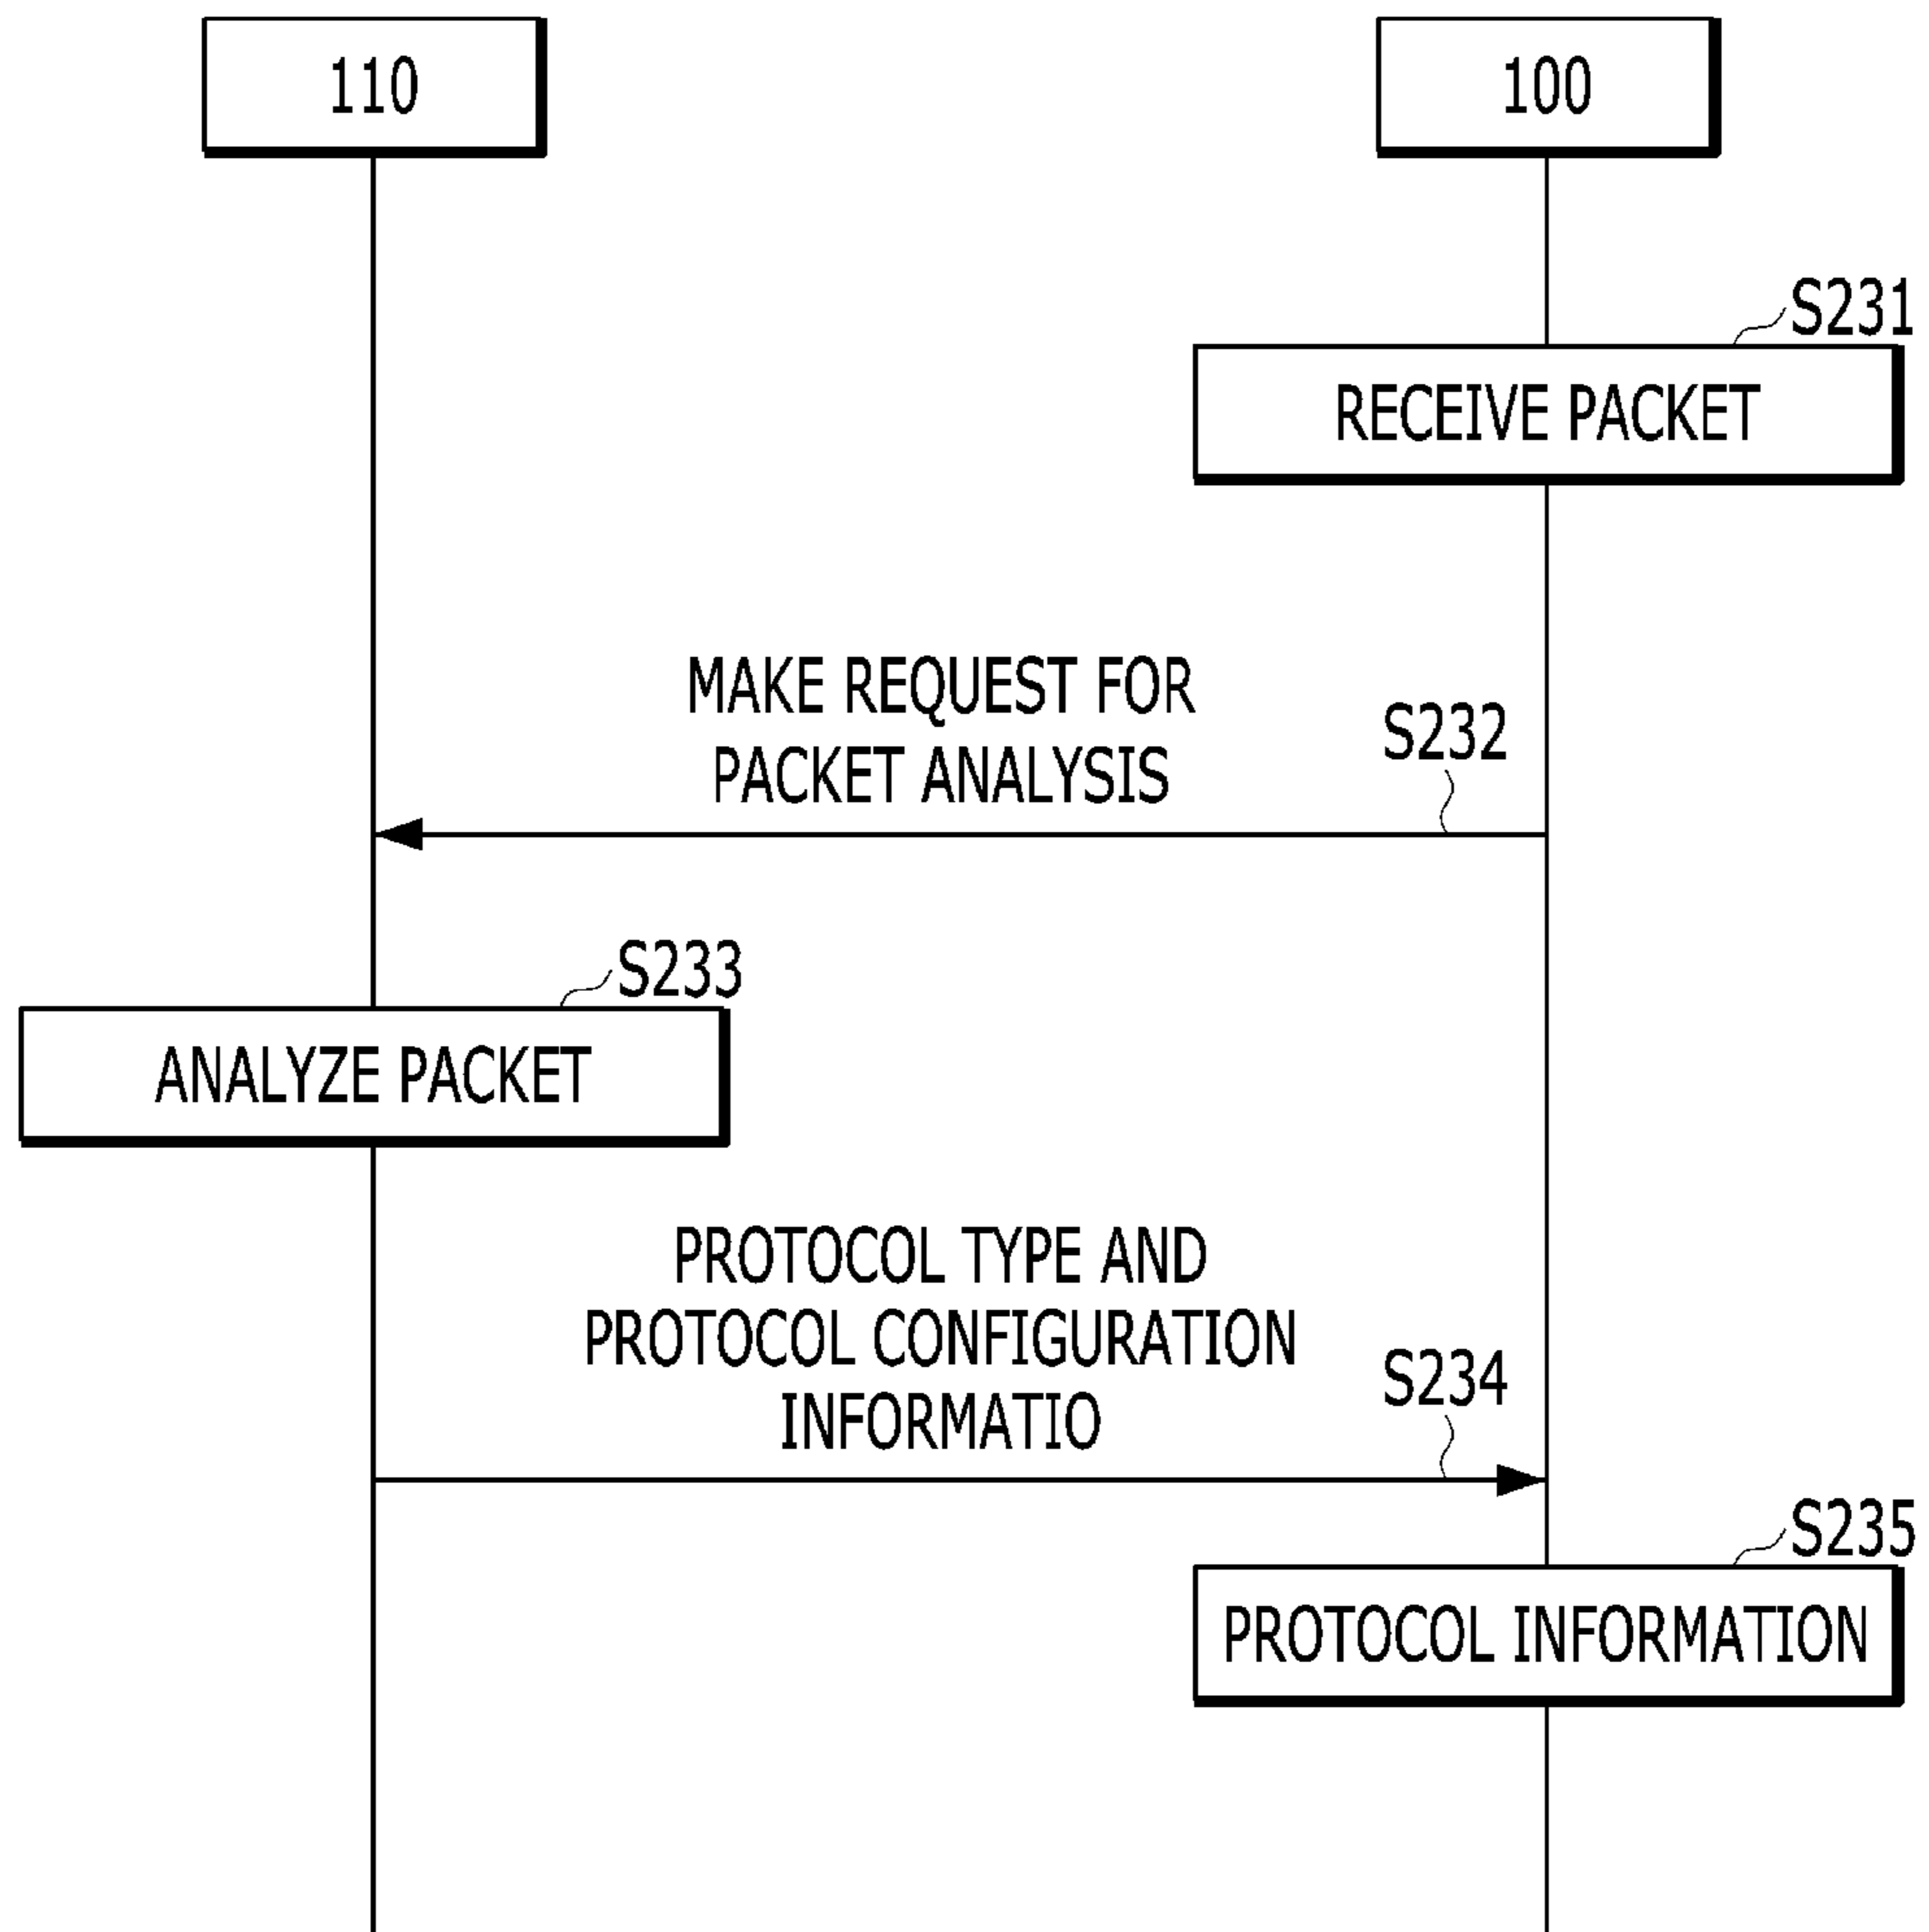 110
100
S231
RECEIVE PACKET
MAKE REQUEST FOR
PACKET ANALYSIS
S232
S233
ANALYZE PACKET
PROTOCOL TYPE AND
PROTOCOL CONFIGURATION
INFORMATIO
S234
S235
PROTOCOL INFORMATION